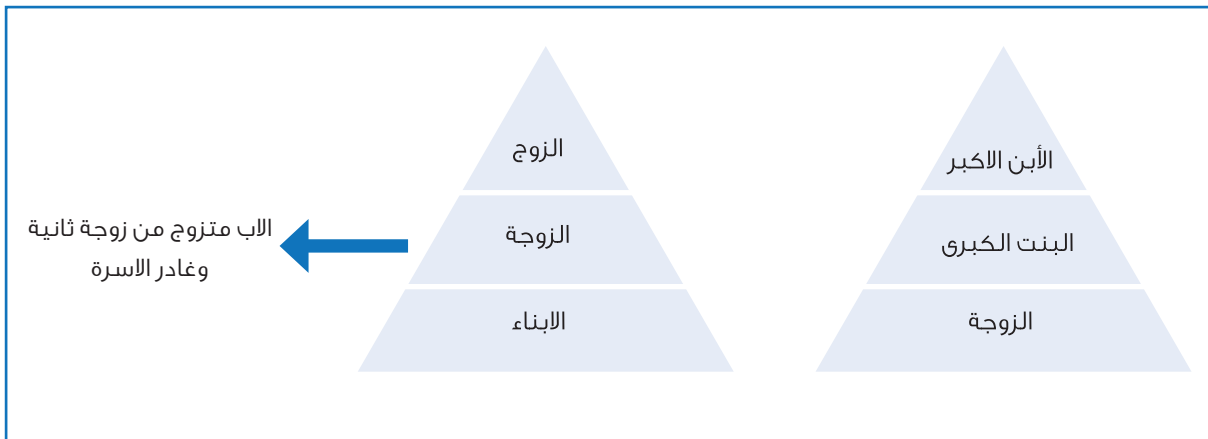 الأبن الاكبر
البنت الكبرى
الزوجة
الزوج
الزوجة
الابناء
الاب متزوج من زوجة ثانية
وغادر الاسرة